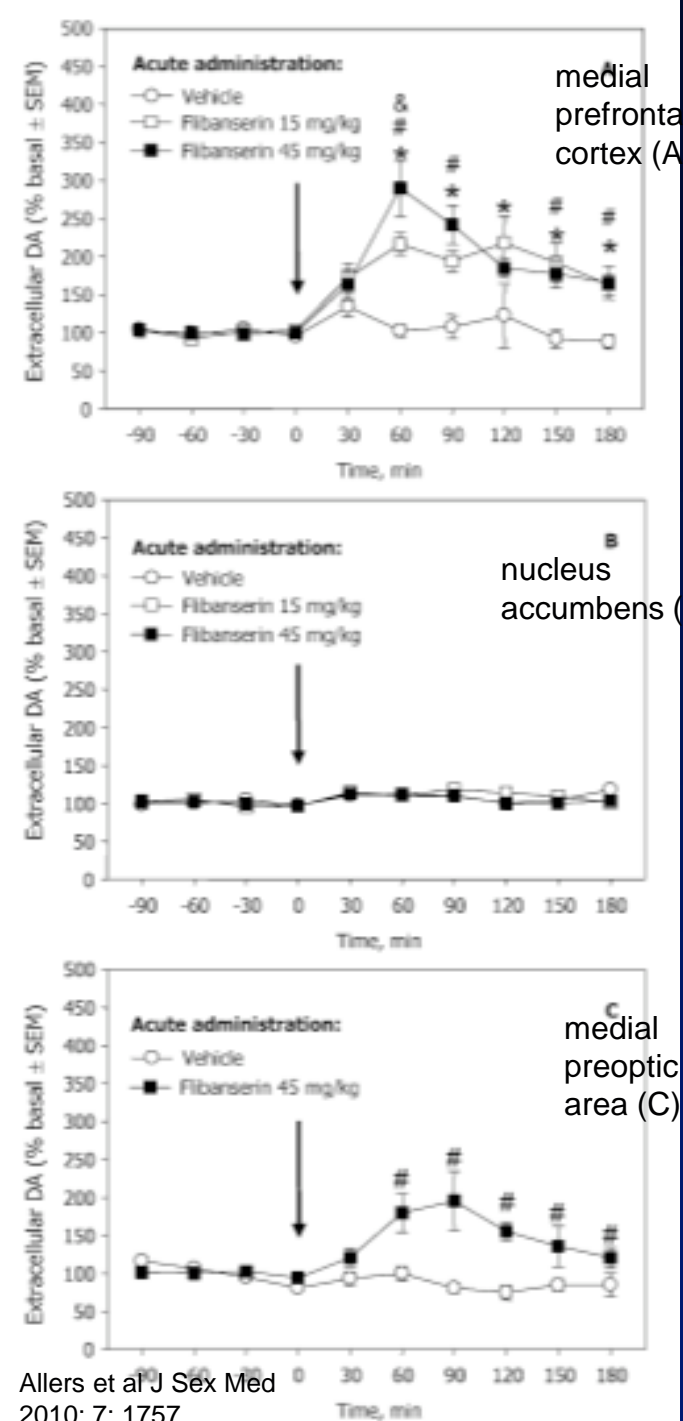 500
450
400
350
300
250
200
150
100
50
0
Extracellular DA (% basal ± SEM)
Acute administration:
Vehicle
Flibanserin 15 mg/kg
Flibanserin 45 mg/kg
A
medial
prefronta
cortex (A
&
#
*
#
*
*
#
*
#
*
-90 -60 -30 0 30 60 90 120 150 180
Time, min
500
450
400
350
300
250
200
150
100
50
0
Extracellular DA (% basal ± SEM)
Acute administration:
Vehicle
Flibanserin 15 mg/kg
Flibanserin 45 mg/kg
B
nucleus
accumbens (
-90 -60 -30 0 30 60 90 120 150 180
Time, min
500
450
400
350
300
250
200
150
100
50
0
Extracellular DA (% basal ± SEM)
Acute administration:
Vehicle
Flibanserin 45 mg/kg
C
medial
preoptic
area (C)
# # # # #
-90 -60 -30 0 30 60 90 120 150 180
Time, min
Allers et al J Sex Med
2010; 7: 1757